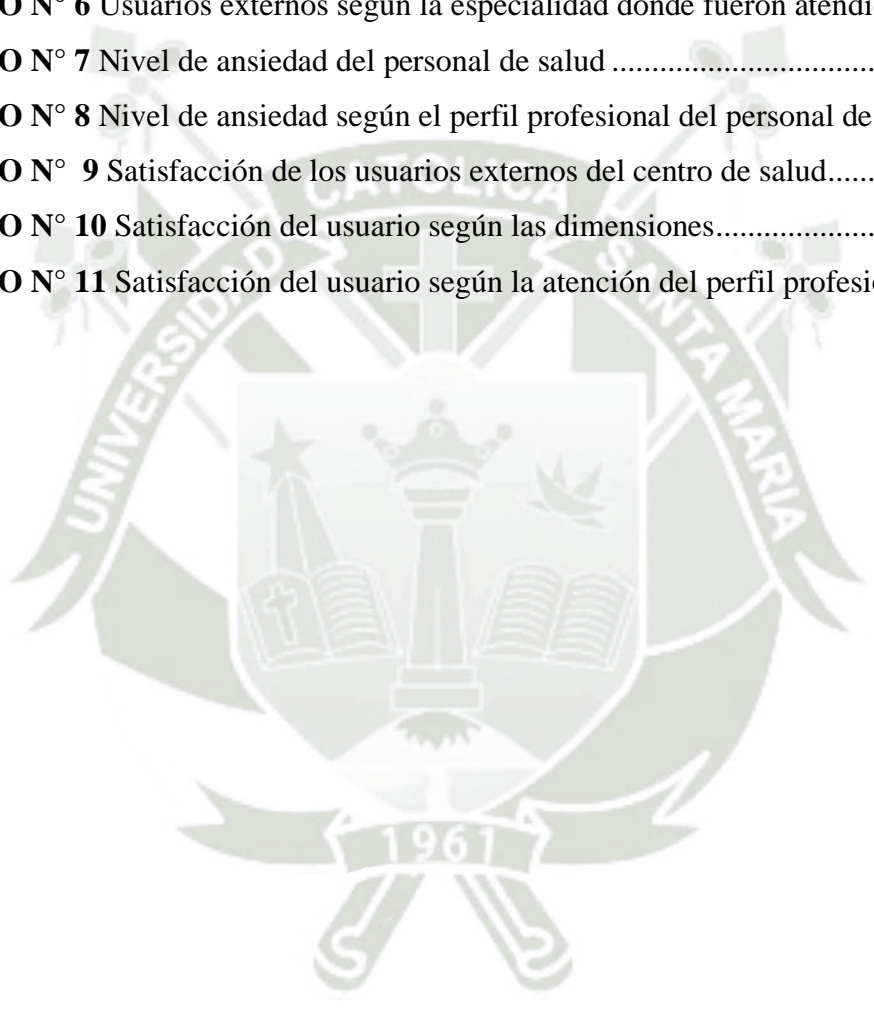 O N° 6 Usuarios externos según la especialidad donde fueron atendi
O N° 7 Nivel de ansiedad del personal de salud ................................
O N° 8 Nivel de ansiedad según el perfil profesional del personal de
O N°  9 Satisfacción de los usuarios externos del centro de salud......
O N° 10 Satisfacción del usuario según las dimensiones....................
O N° 11 Satisfacción del usuario según la atención del perfil profesi
UNIVERSIDAD CATOLICA SANTA MARIA
1961